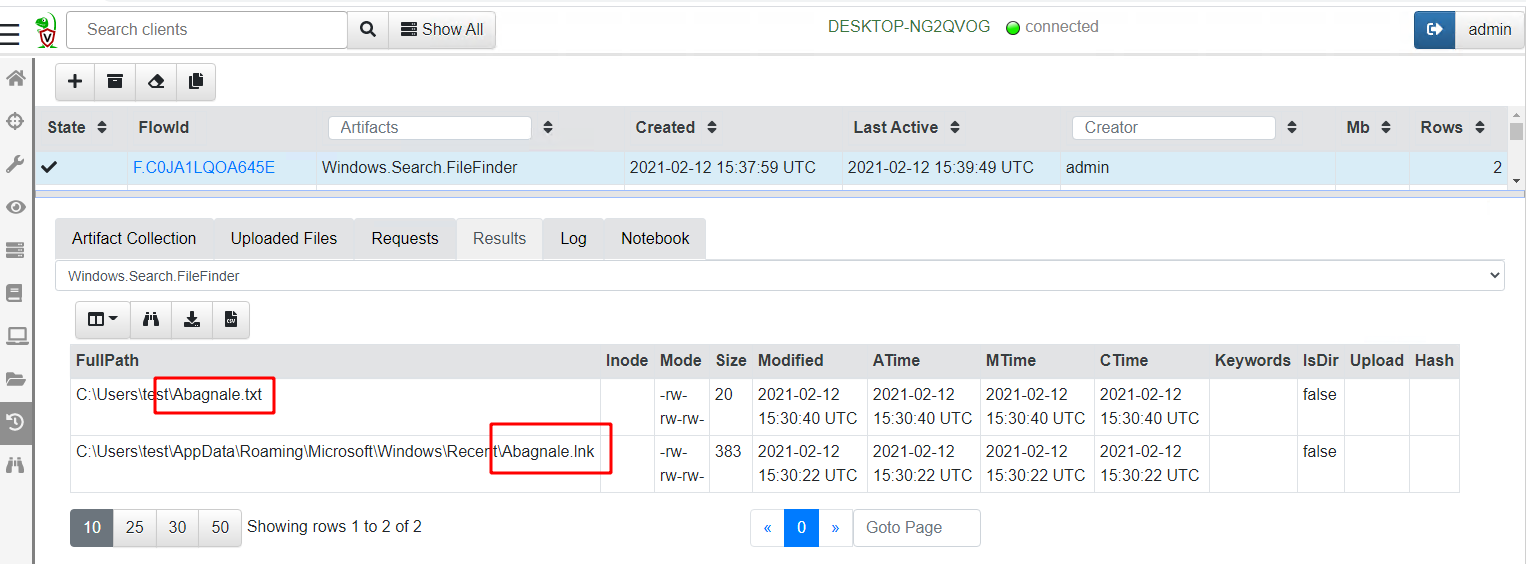 Search clients Show All DESKTOP-NG2QVOG connected admin
State FlowId Artifacts Created Last Active Creator Mb Rows
F.C0JA1LQOA645E Windows.Search.FileFinder 2021-02-12 15:37:59 UTC 2021-02-12 15:39:49 UTC admin 2
Artifact Collection Uploaded Files Requests Results Log Notebook
Windows.Search.FileFinder
CSV
FullPath Inode Mode Size Modified ATime MTime CTime Keywords IsDir Upload Hash
C:\Users\test\Abagnale.txt -rw- 20 2021-02-12 2021-02-12 2021-02-12 2021-02-12 false
rw-rw- 15:30:40 UTC 15:30:40 UTC 15:30:40 UTC 15:30:40 UTC
C:\Users\test\AppData\Roaming\Microsoft\Windows\Recent\Abagnale.lnk -rw- 383 2021-02-12 2021-02-12 2021-02-12 2021-02-12 false
rw-rw- 15:30:22 UTC 15:30:22 UTC 15:30:22 UTC 15:30:22 UTC
10 25 30 50 Showing rows 1 to 2 of 2 « 0 » Goto Page